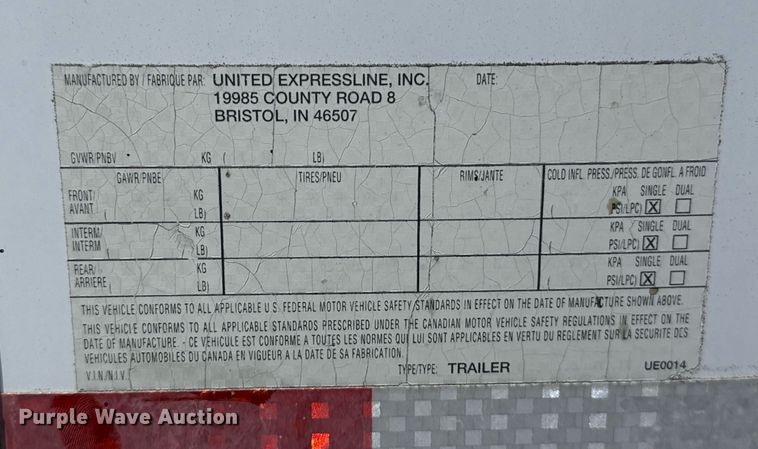 MANUFACTURED BY / FABRIQUE PAR: UNITED EXPRESSLINE, INC. DATE:
19985 COUNTY ROAD 8
BRISTOL, IN 46507
GVWR/PNBV KG ( LB)
GAWR/PNBE TIRES/PNEU RIMS/JANTE COLD INFL. PRESS./PRESS. DE GONFL. A FROID
FRONT/ KG KPA SINGLE DUAL
AVANT ( LB) ( PSI/LPC) X
INTERM/ KG KPA SINGLE DUAL
INTERM ( LB) ( PSI/LPC) X
REAR/ KG KPA SINGLE DUAL
ARRIERE ( LB) ( PSI/LPC) X
THIS VEHICLE CONFORMS TO ALL APPLICABLE U.S. FEDERAL MOTOR VEHICLE SAFETY STANDARDS IN EFFECT ON THE DATE OF MANUFACTURE SHOWN ABOVE.
THIS VEHICLE CONFORMS TO ALL APPLICABLE STANDARDS PRESCRIBED UNDER THE CANADIAN MOTOR VEHICLE SAFETY REGULATIONS IN EFFECT ON THE
DATE OF MANUFACTURE. - CE VEHICULE EST CONFORME A TOUTES LES NORMES QUI LUI SONT APPLICABLES EN VERTU DU REGLEMENT SUR LA SECURITE DES
VEHICULES AUTOMOBILES DU CANADA EN VIGUEUR A LA DATE DE SA FABRICATION.
V.I.N./N.I.V. TYPE/TYPE: TRAILER UE0014
Purple Wave Auction